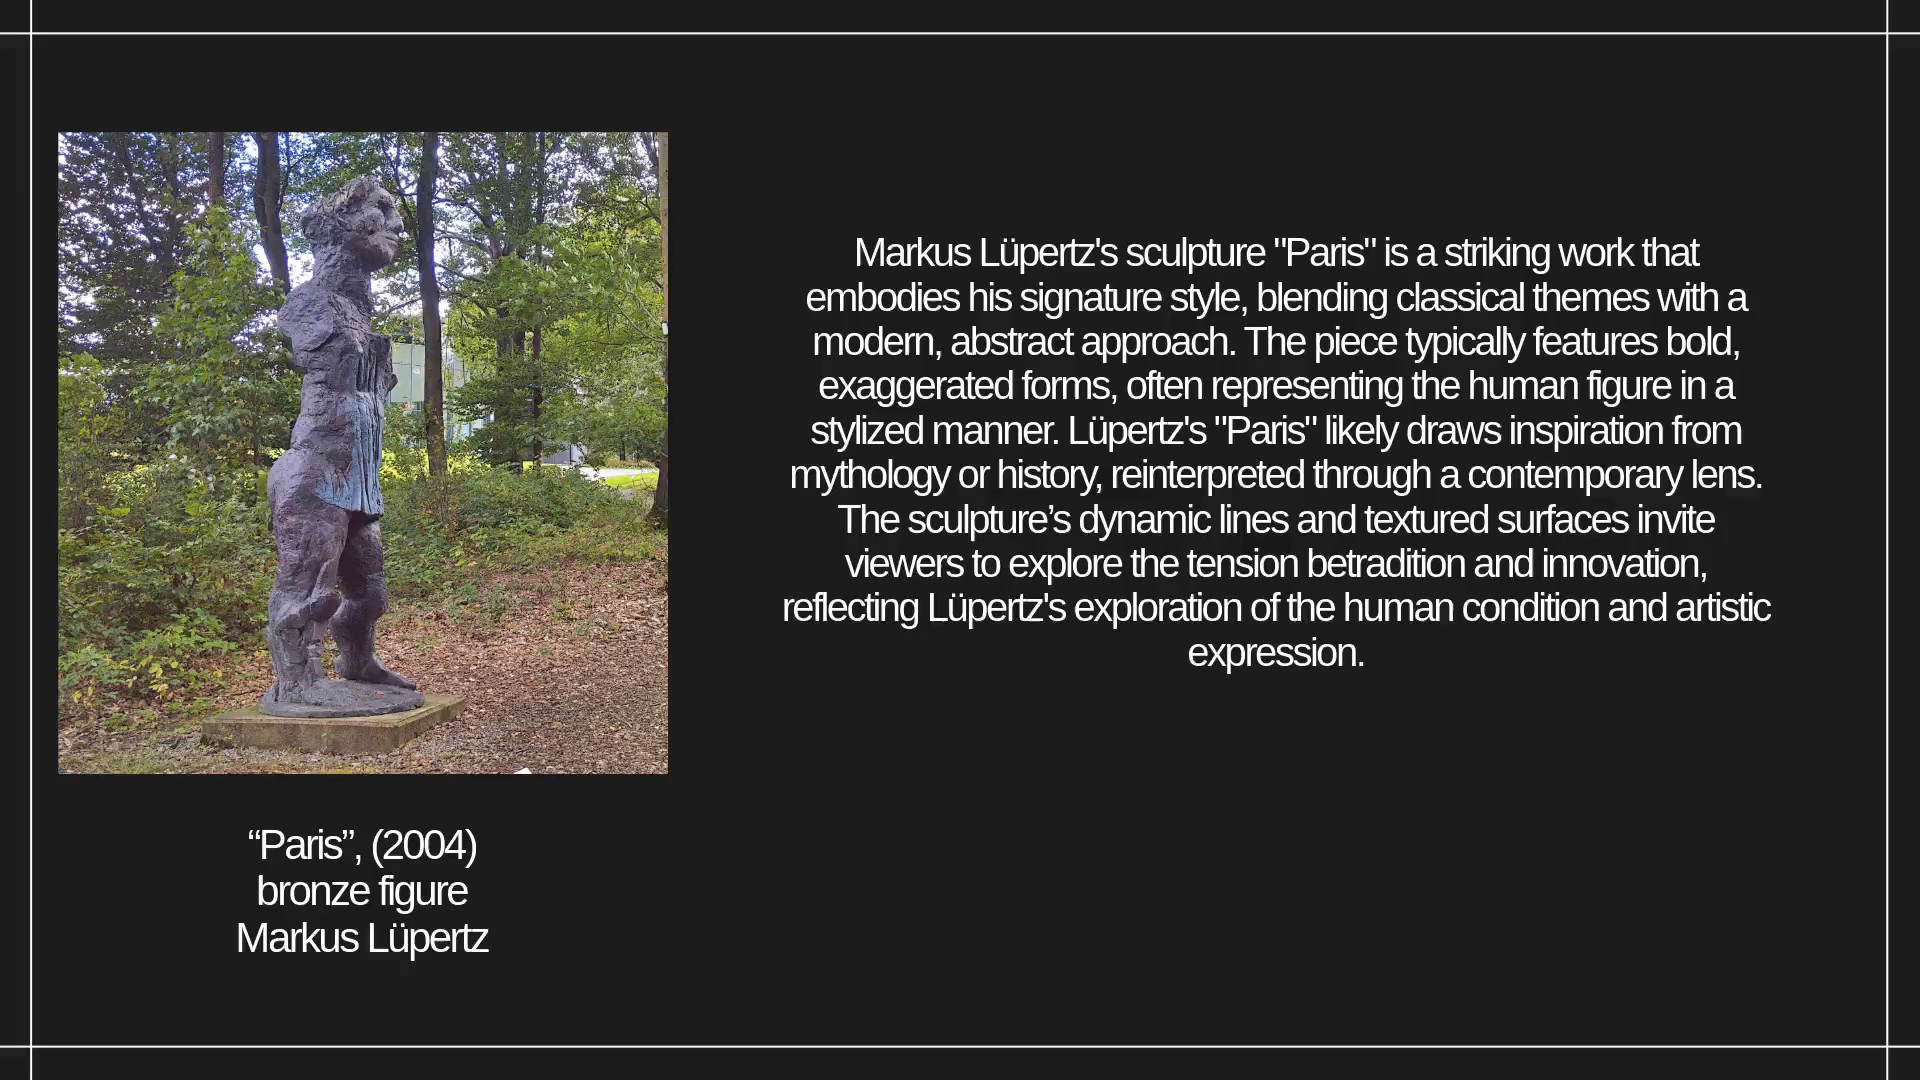 Markus Lüpertz's sculpture "Paris" is a striking work that
embodies his signature style, blending classical themes with a
modern, abstract approach. The piece typically features bold,
exaggerated forms, often representing the human figure in a
stylized manner. Lüpertz's "Paris" likely draws inspiration from
mythology or history, reinterpreted through a contemporary lens.
The sculpture’s dynamic lines and textured surfaces invite
viewers to explore the tension betradition and innovation,
reflecting Lüpertz's exploration of the human condition and artistic
expression.
“Paris”, (2004)
bronze figure
Markus Lüpertz